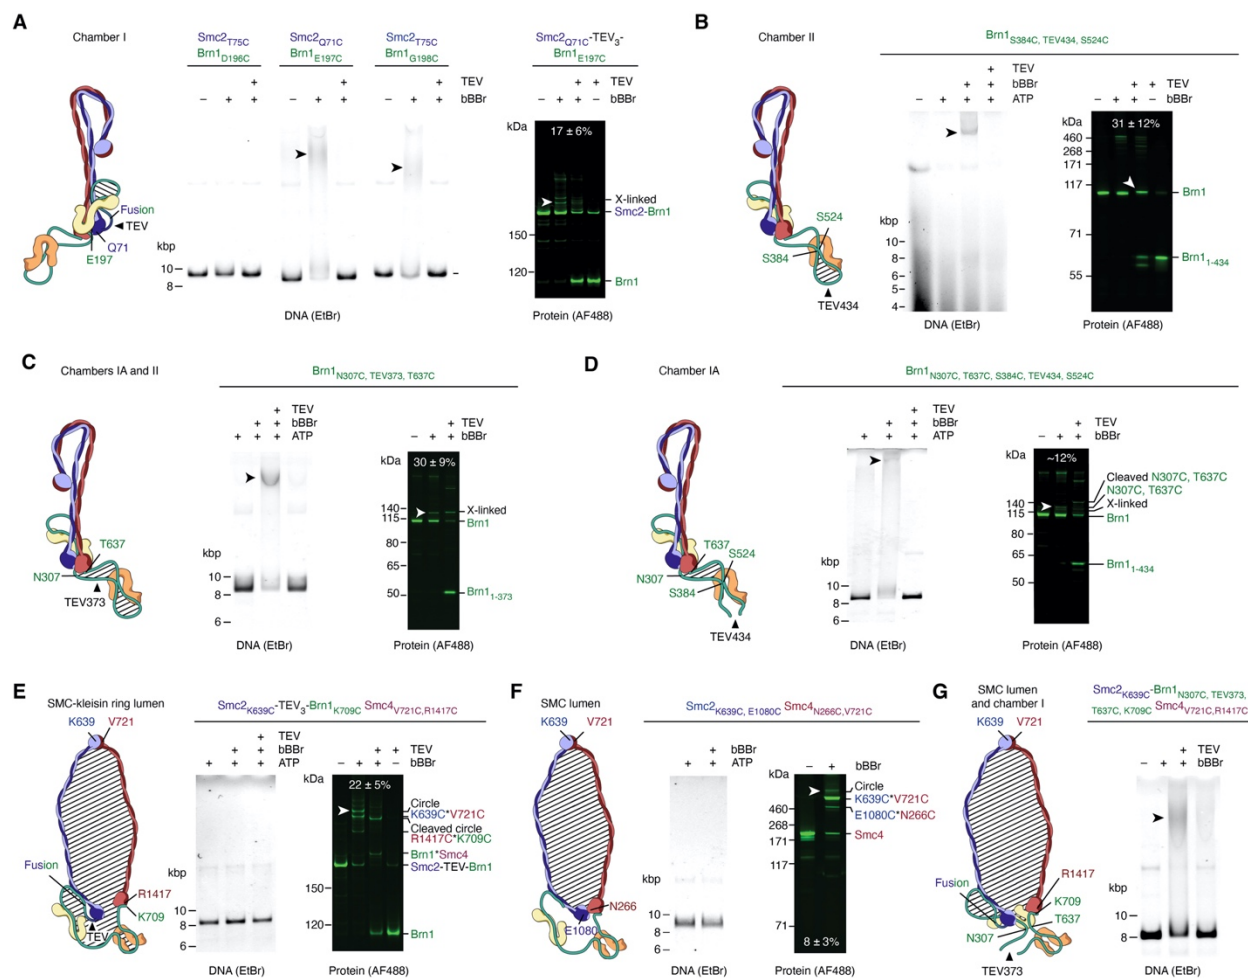 A
Chamber I
Smc2T75C
Brn1D196C
Smc2Q71C
Brn1E197C
Smc2T75C
Brn1G198C
Smc2Q71C-TEV3-
Brn1E197C
+ + + + + TEV
– + + – + + – + + – + + – bBBr
kDa
17 ± 6%
X-linked
Smc2-Brn1
150
120
Brn1
Fusion
TEV
Q71
E197
kbp
10
8
DNA (EtBr)
Protein (AF488)
B
Chamber II
Brn1S384C, TEV434, S524C
+ TEV
+ + bBBr
– + + + ATP
+ + TEV
– + + – bBBr
kDa
31 ± 12%
460
268
171
117
Brn1
71
Brn11-434
55
S524
S384
TEV434
kbp
10
8
6
5
4
DNA (EtBr)
Protein (AF488)
C
Chambers IA and II
Brn1N307C, TEV373, T637C
+ TEV
+ + bBBr
+ + + ATP
+ TEV
– + + bBBr
kDa
30 ± 9%
140
115
X-linked
Brn1
80
65
50
Brn11-373
T637
N307
TEV373
kbp
10
8
6
DNA (EtBr)
Protein (AF488)
D
Chamber IA
Brn1N307C, T637C, S384C, TEV434, S524C
+ TEV
+ + bBBr
+ + + ATP
+ TEV
– + + bBBr
kDa
~12%
Cleaved N307C, T637C
N307C, T637C
X-linked
Brn1
140
115
80
65
50
Brn11-434
T637
S524
N307
S384
TEV434
kbp
10
8
6
DNA (EtBr)
Protein (AF488)
E
SMC-kleisin ring lumen
K639
V721
Smc2K639C-TEV3-Brn1K709C Smc4V721C,R1417C
+ TEV
+ + bBBr
+ + + ATP
+ + TEV
– + + – bBBr
kDa
22 ± 5%
Circle
K639C*V721C
Cleaved circle
R1417C*K709C
Brn1*Smc4
Smc2-TEV-Brn1
150
120
Brn1
Fusion
R1417
K709
TEV
kbp
10
8
6
DNA (EtBr)
Protein (AF488)
F
SMC lumen
K639
V721
Smc2K639C, E1080C Smc4N266C,V721C
+ bBBr
+ + ATP
– + bBBr
kDa
Circle
K639C*V721C
E1080C*N266C
Smc4
460
268
171
117
71
8 ± 3%
N266
E1080
kbp
10
8
6
DNA (EtBr)
Protein (AF488)
G
SMC lumen
and chamber I
K639
V721
Smc2K639C-Brn1N307C, TEV373,
T637C, K709C Smc4V721C,R1417C
+ TEV
– + + bBBr
R1417
K709
T637
Fusion
N307
TEV373
kbp
10
8
DNA (EtBr)